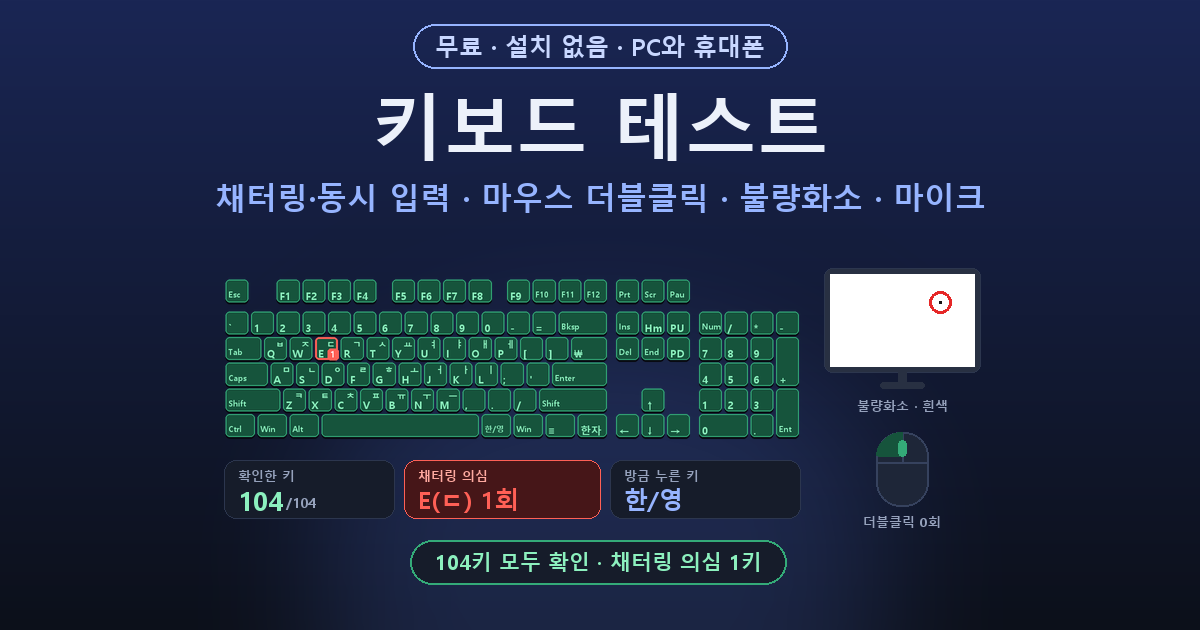 무료 · 설치 없음 · PC와 휴대폰
키보드 테스트
채터링·동시 입력 · 마우스 더블클릭 · 불량화소 · 마이크
Esc F1 F2 F3 F4 F5 F6 F7 F8 F9 F10 F11 F12 Prt Scr Pau
` 1 2 3 4 5 6 7 8 9 0 - = Bksp Ins Hm PU Num / * -
Tab Q ㅂ W ㅈ E ㄷ 1 R ㄱ T ㅅ Y ㅛ U ㅕ I ㅑ O ㅐ P ㅔ [ ] ₩ Del End PD 7 8 9 +
Caps A ㅁ S ㄴ D ㅇ F ㄹ G ㅎ H ㅗ J ㅓ K ㅏ L ㅣ ; ' Enter 4 5 6
Shift Z ㅋ X ㅌ C ㅊ V ㅍ B ㅠ N ㅜ M ㅡ , . / Shift ↑ 1 2 3 Ent
Ctrl Win Alt 한/영 Win ≡ 한자 ← ↓ → 0 .
불량화소 · 흰색
확인한 키
104/104
채터링 의심
E(ㄷ) 1회
방금 누른 키
한/영
더블클릭 0회
104키 모두 확인 · 채터링 의심 1키